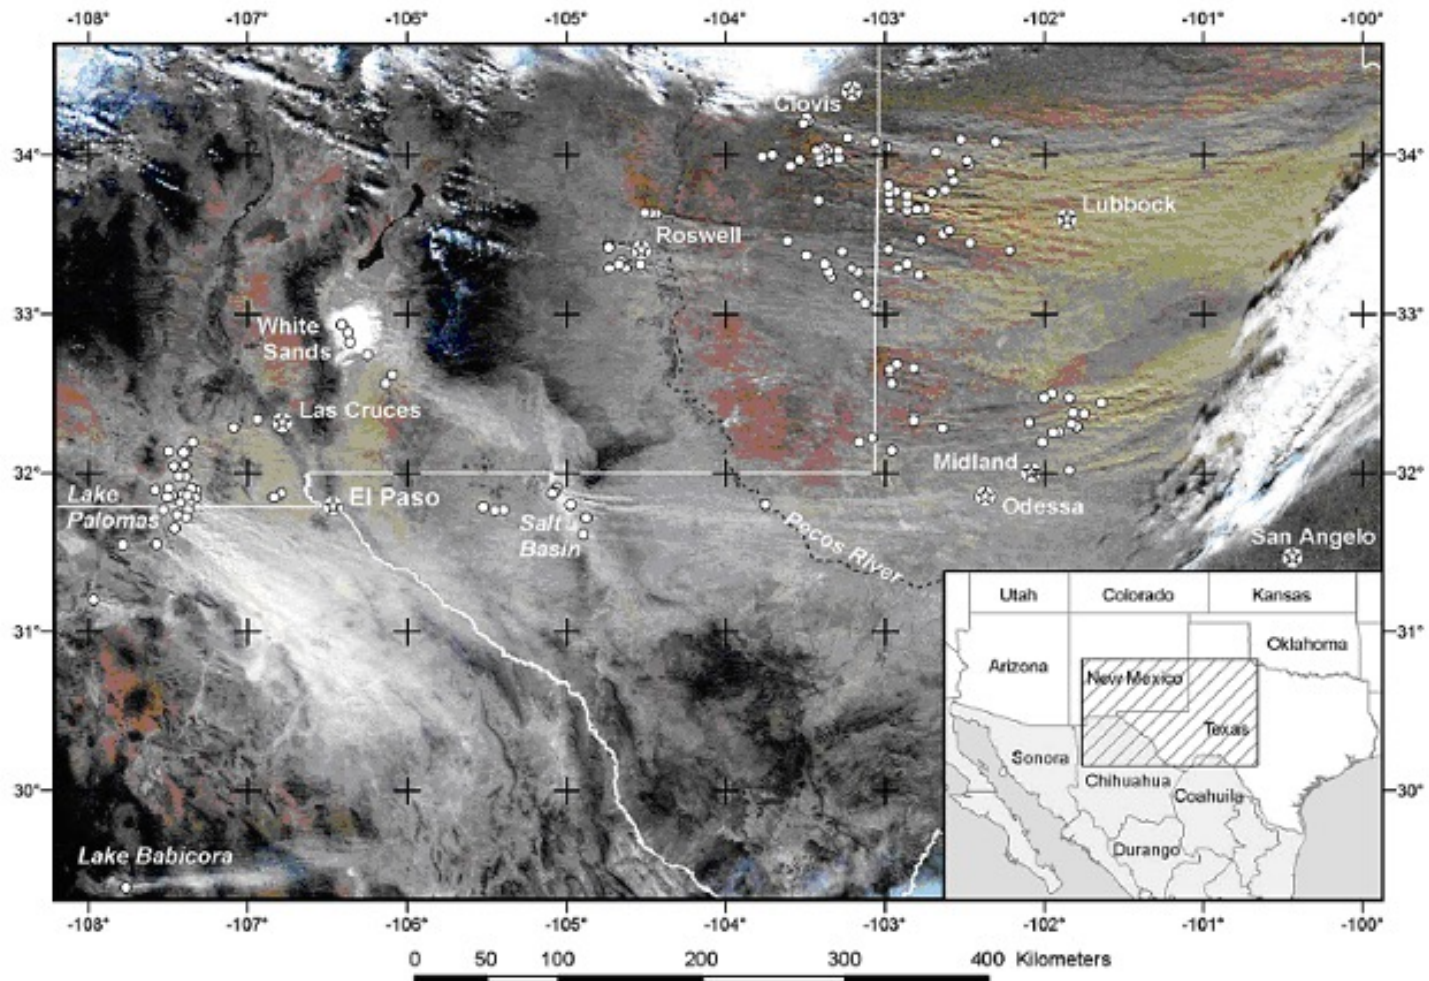 -108° -107° -106° -105° -104° -103° -102° -101° -100°
Clovis
34° 34°
Lubbock
Roswell
33° 33°
White
Sands
Las Cruces
32° 32°
Midland
Lake
Palomas
El Paso
Odessa
Salt
Basin
Pecos River
San Angelo
Utah Colorado Kansas
31° 31°
Oklahoma
Arizona
New Mexico
Texas
Sonora
Chihuahua
30° 30°
Coahuila
Durango
Lake Babicora
-108° -107° -106° -105° -104° -103° -102° -101° -100°
0 50 100 200 300 400 Kilometers